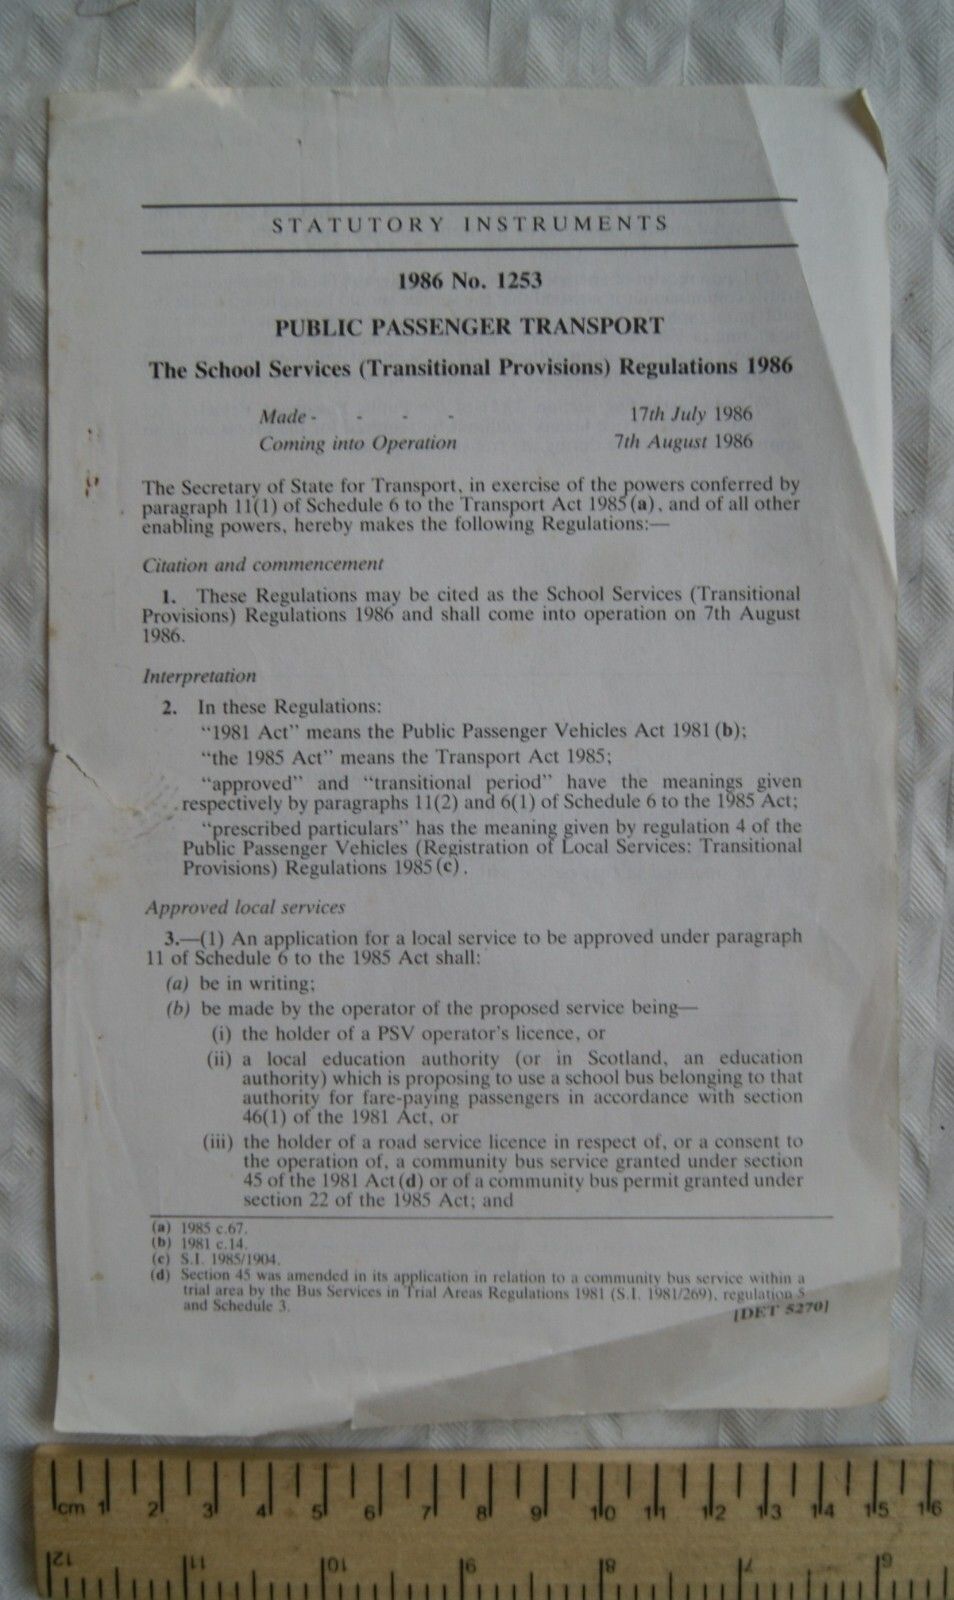 STATUTORY INSTRUMENTS
1986 No. 1253
PUBLIC PASSENGER TRANSPORT
The School Services (Transitional Provisions) Regulations 1986
Made - - - - 17th July 1986
Coming into Operation 7th August 1986
The Secretary of State for Transport, in exercise of the powers conferred by
paragraph 11(1) of Schedule 6 to the Transport Act 1985(a), and of all other
enabling powers, hereby makes the following Regulations:—
Citation and commencement
1. These Regulations may be cited as the School Services (Transitional
Provisions) Regulations 1986 and shall come into operation on 7th August
1986.
Interpretation
2. In these Regulations:
“1981 Act” means the Public Passenger Vehicles Act 1981(b);
“the 1985 Act” means the Transport Act 1985;
“approved” and “transitional period” have the meanings given
respectively by paragraphs 11(2) and 6(1) of Schedule 6 to the 1985 Act;
“prescribed particulars” has the meaning given by regulation 4 of the
Public Passenger Vehicles (Registration of Local Services: Transitional
Provisions) Regulations 1985(c).
Approved local services
3.—(1) An application for a local service to be approved under paragraph
11 of Schedule 6 to the 1985 Act shall:
(a) be in writing;
(b) be made by the operator of the proposed service being—
(i) the holder of a PSV operator's licence, or
(ii) a local education authority (or in Scotland, an education
authority) which is proposing to use a school bus belonging to that
authority for fare-paying passengers in accordance with section
46(1) of the 1981 Act, or
(iii) the holder of a road service licence in respect of, or a consent to
the operation of, a community bus service granted under section
45 of the 1981 Act(d) or of a community bus permit granted under
section 22 of the 1985 Act; and
(a) 1985 c.67.
(b) 1981 c.14.
(c) S.I. 1985/1904.
(d) Section 45 was amended in its application in relation to a community bus service within a
trial area by the Bus Services in Trial Areas Regulations 1981 (S.I. 1981/269), regulation 5
and Schedule 3.
[DET 5270]
cm 1 2 3 4 5 6 7 8 9 10 11 12 13 14 15 16
12 11 10 9 8 7 6